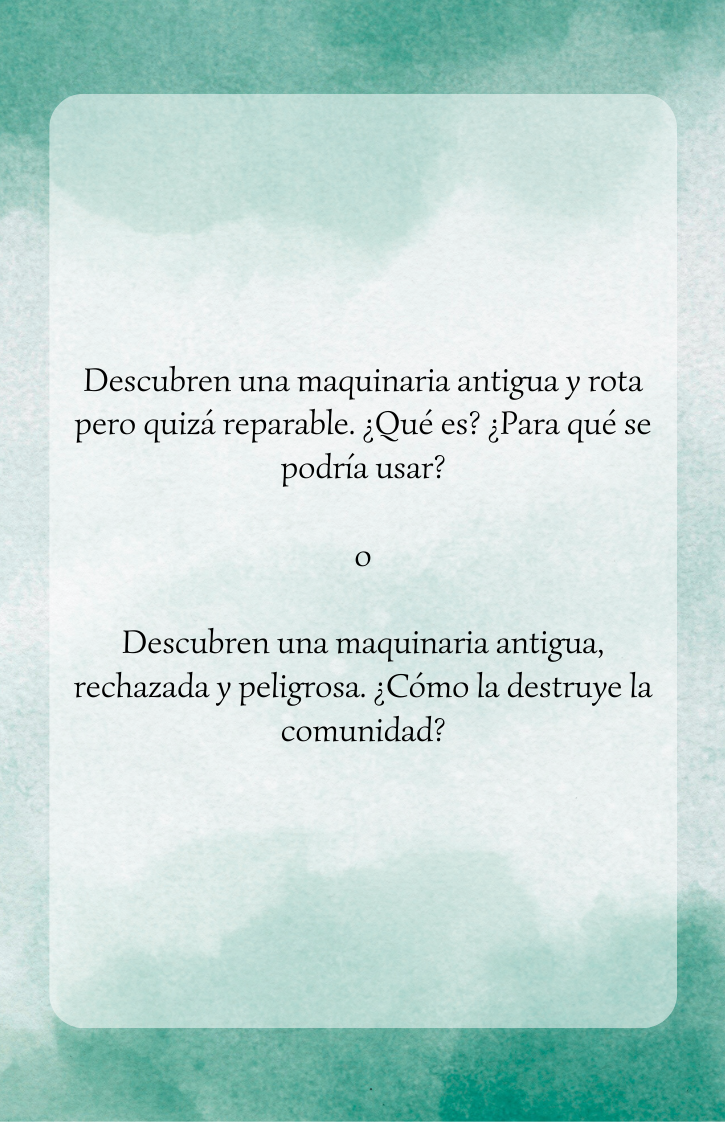 Descubren una maquinaria antigua y rota
pero quizá reparable. ¿Qué es? ¿Para qué se
podría usar?
o
Descubren una maquinaria antigua,
rechazada y peligrosa. ¿Cómo la destruye la
comunidad?